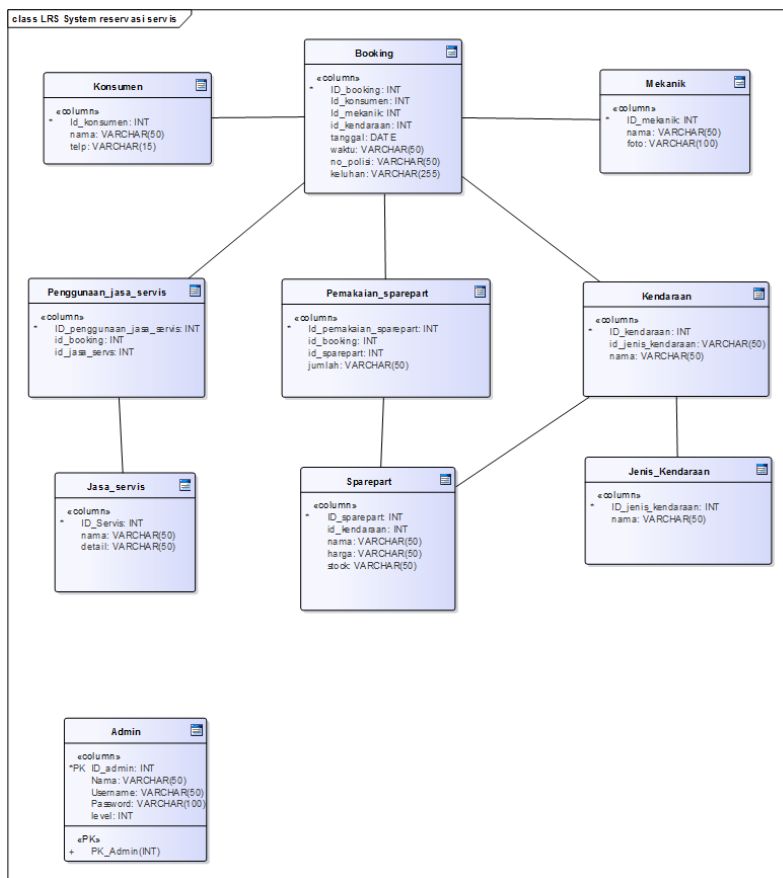 class LRS System reservasi servis
Booking
«column»
* ID_booking: INT
Id_konsumen: INT
Id_mekanik: INT
id_kendaraan: INT
tanggal: DATE
waktu: VARCHAR(50)
no_polisi: VARCHAR(50)
keluhan: VARCHAR(255)
Konsumen
«column»
* Id_konsumen: INT
nama: VARCHAR(50)
telp: VARCHAR(15)
Mekanik
«column»
* ID_mekanik: INT
nama: VARCHAR(50)
foto: VARCHAR(100)
Penggunaan_jasa_servis
«column»
* ID_penggunaan_jasa_servis: INT
id_booking: INT
id_jasa_servs: INT
Pemakaian_sparepart
«column»
* Id_pemakaian_sparepart: INT
id_booking: INT
id_sparepart: INT
jumlah: VARCHAR(50)
Kendaraan
«column»
* ID_kendaraan: INT
id_jenis_kendaraan: VARCHAR(50)
nama: VARCHAR(50)
Jasa_servis
«column»
* ID_Servis: INT
nama: VARCHAR(50)
detail: VARCHAR(50)
Sparepart
«column»
* ID_sparepart: INT
id_kendaraan: INT
nama: VARCHAR(50)
harga: VARCHAR(50)
stock: VARCHAR(50)
Jenis_Kendaraan
«column»
* ID_jenis_kendaraan: INT
nama: VARCHAR(50)
Admin
«column»
*PK ID_admin: INT
Nama: VARCHAR(50)
Username: VARCHAR(50)
Password: VARCHAR(100)
level: INT
«PK»
+ PK_Admin(INT)